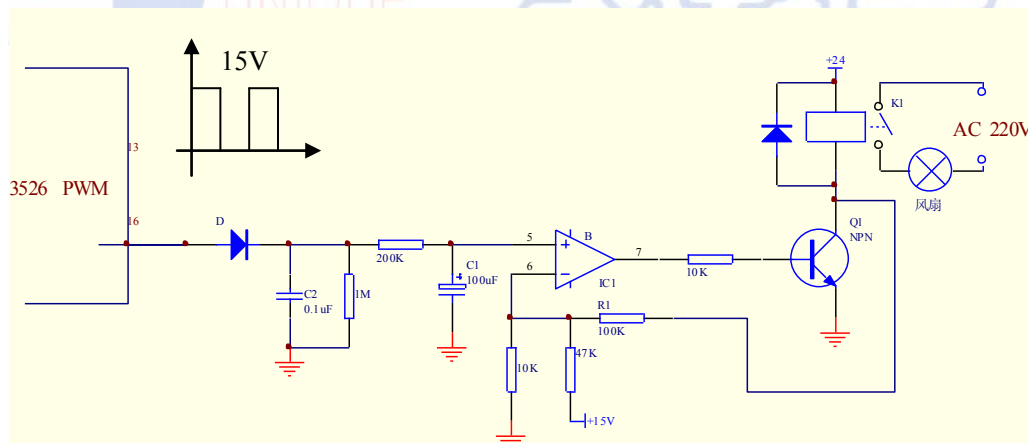 UNIQUE
15V
+24
K1
AC 220V
13
3526 PWM
风扇
16
D
Q1
NPN
5
B
7
200K
C1
100uF
6
IC1
10K
C2
0.1uF
1M
R1
100K
10K
47K
+15V